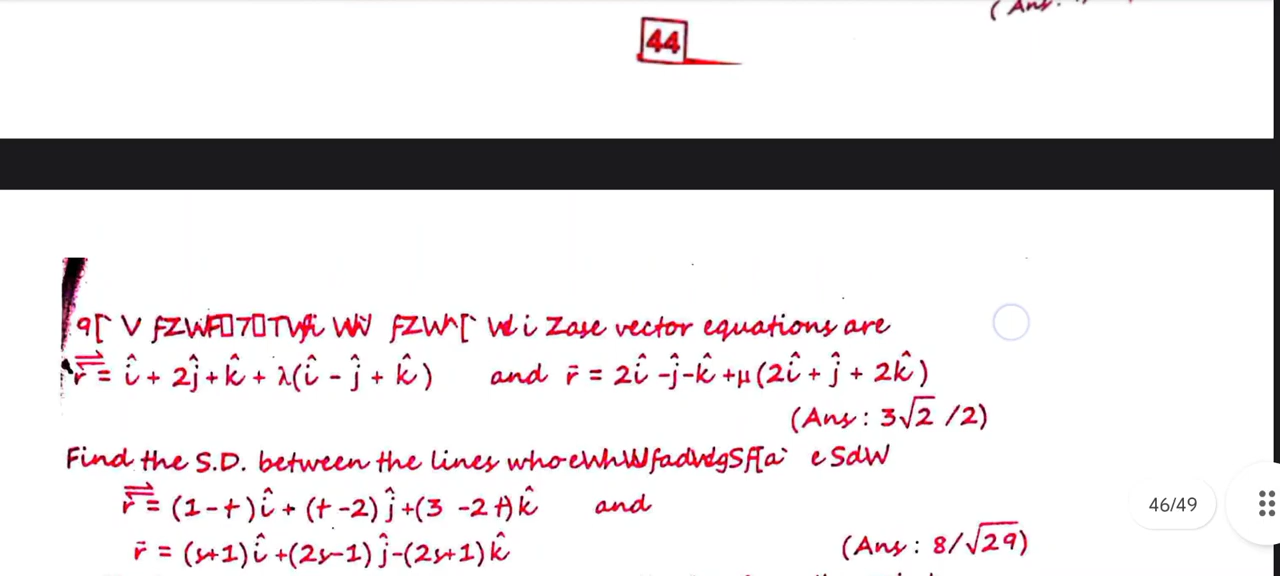 (Ans.
44
vector equations are
r̄ = î + 2ĵ + k̂ + λ(î - ĵ + k̂) and r̄ = 2î - ĵ - k̂ + μ(2î + ĵ + 2k̂)
(Ans : 3√2 /2)
Find the S.D. between the lines
r̄ = (1-t)î + (t-2)ĵ + (3-2t)k̂ and
r̄ = (s+1)î + (2s-1)ĵ - (2s+1)k̂ (Ans : 8/√29)
46/49